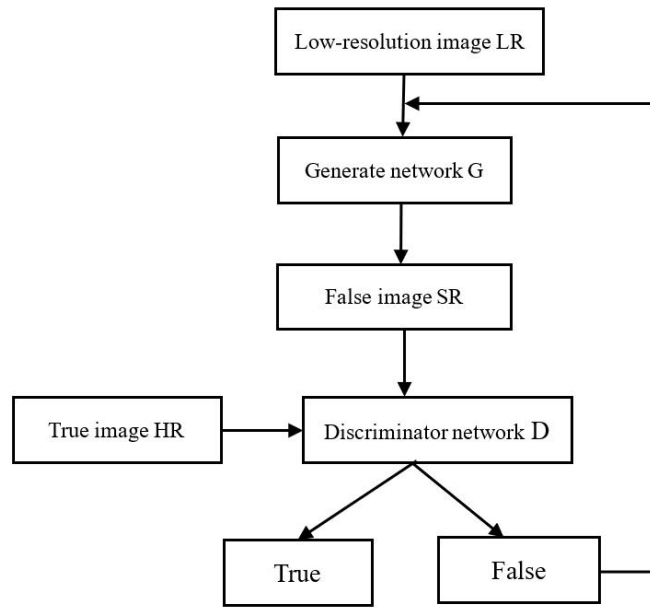 Low-resolution image LR
Generate network G
False image SR
True image HR
Discriminator network D
True
False